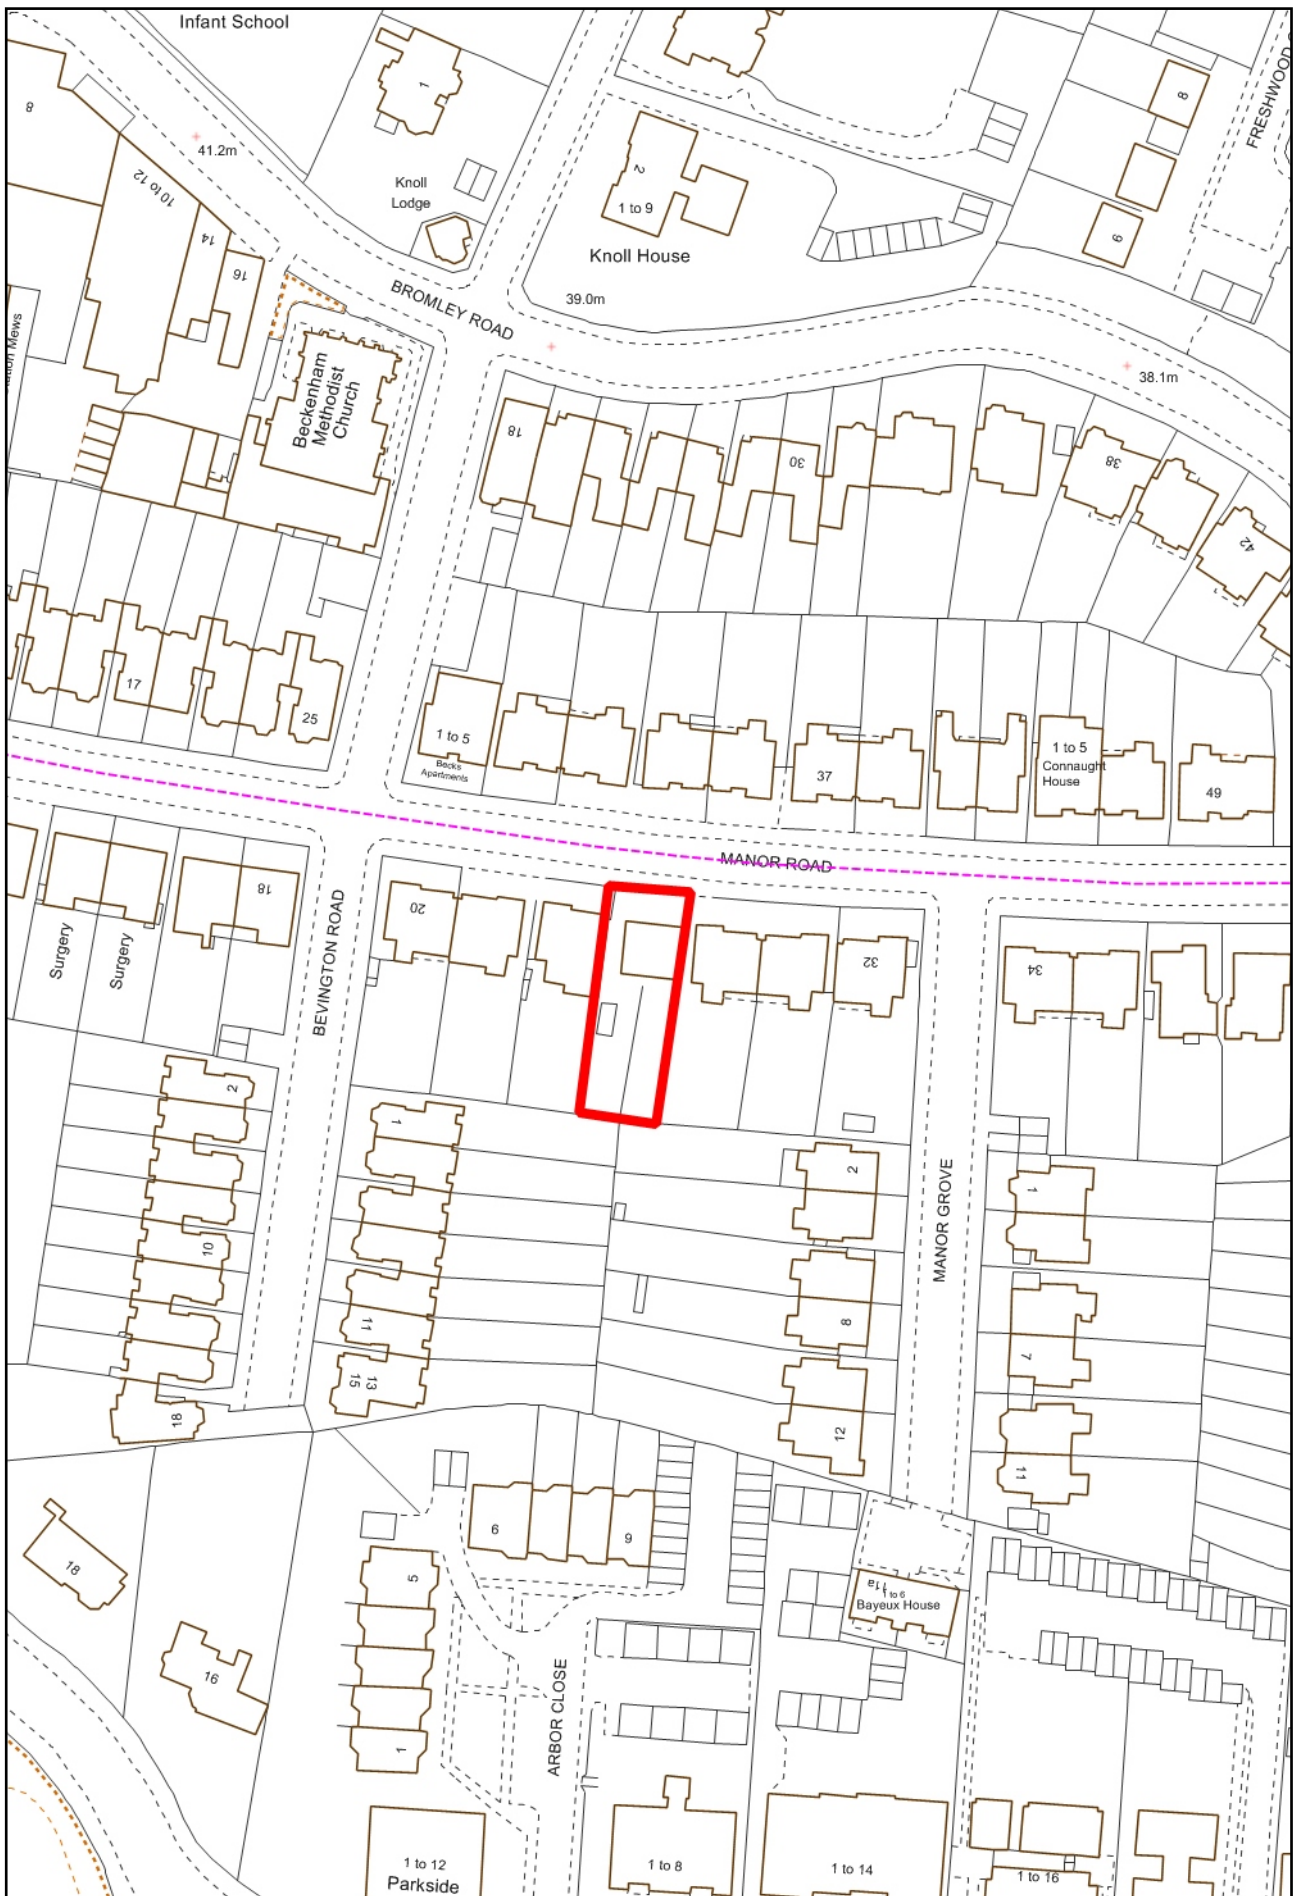 Infant School
1
8
8
FRESHWOOD
41.2m
10 to 12
Knoll
Lodge
2
1 to 9
14
16
9
Knoll House
BROMLEY ROAD
39.0m
38.1m
Beckenham
Methodist
Church
18
30
38
42
17
25
1 to 5
Becks
Apartments
37
1 to 5
Connaught
House
49
MANOR ROAD
18
20
32
34
Surgery
Surgery
BEVINGTON ROAD
2
1
2
1
MANOR GROVE
10
11
8
7
13
15
18
12
11
6
9
18
5
11a
1 to 6
Bayeux House
16
ARBOR CLOSE
1
1 to 12
Parkside
1 to 8
1 to 14
1 to 16